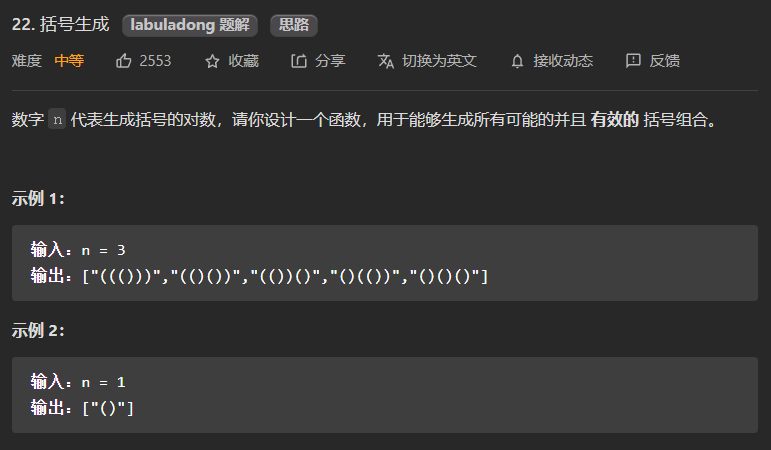 22. 括号生成 labuladong 题解 思路
难度 中等 2553 收藏 分享 切换为英文 接收动态 反馈
数字 n 代表生成括号的对数，请你设计一个函数，用于能够生成所有可能的并且 有效的 括号组合。
示例 1：
输入：n = 3
输出：["((()))","(()())","(())()","()(())","()()()"]
示例 2：
输入：n = 1
输出：["()"]